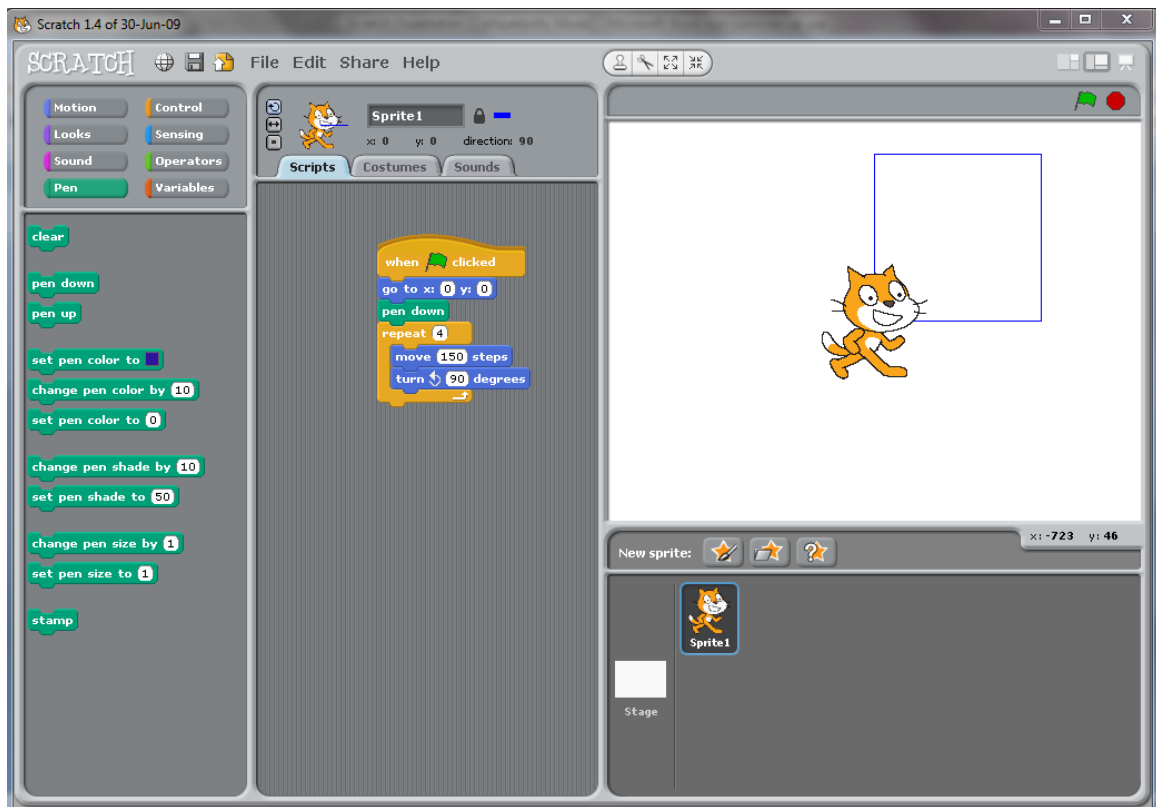 Scratch 1.4 of 30-Jun-09
SCRATCH File Edit Share Help
Motion Control
Looks Sensing
Sound Operators
Pen Variables
clear
pen down
pen up
set pen color to
change pen color by 10
set pen color to 0
change pen shade by 10
set pen shade to 50
change pen size by 1
set pen size to 1
stamp
Sprite1
x: 0 y: 0 direction: 90
Scripts Costumes Sounds
when clicked
go to x: 0 y: 0
pen down
repeat 4
move 150 steps
turn 90 degrees
x: -723 y: 46
New sprite:
Sprite1
Stage